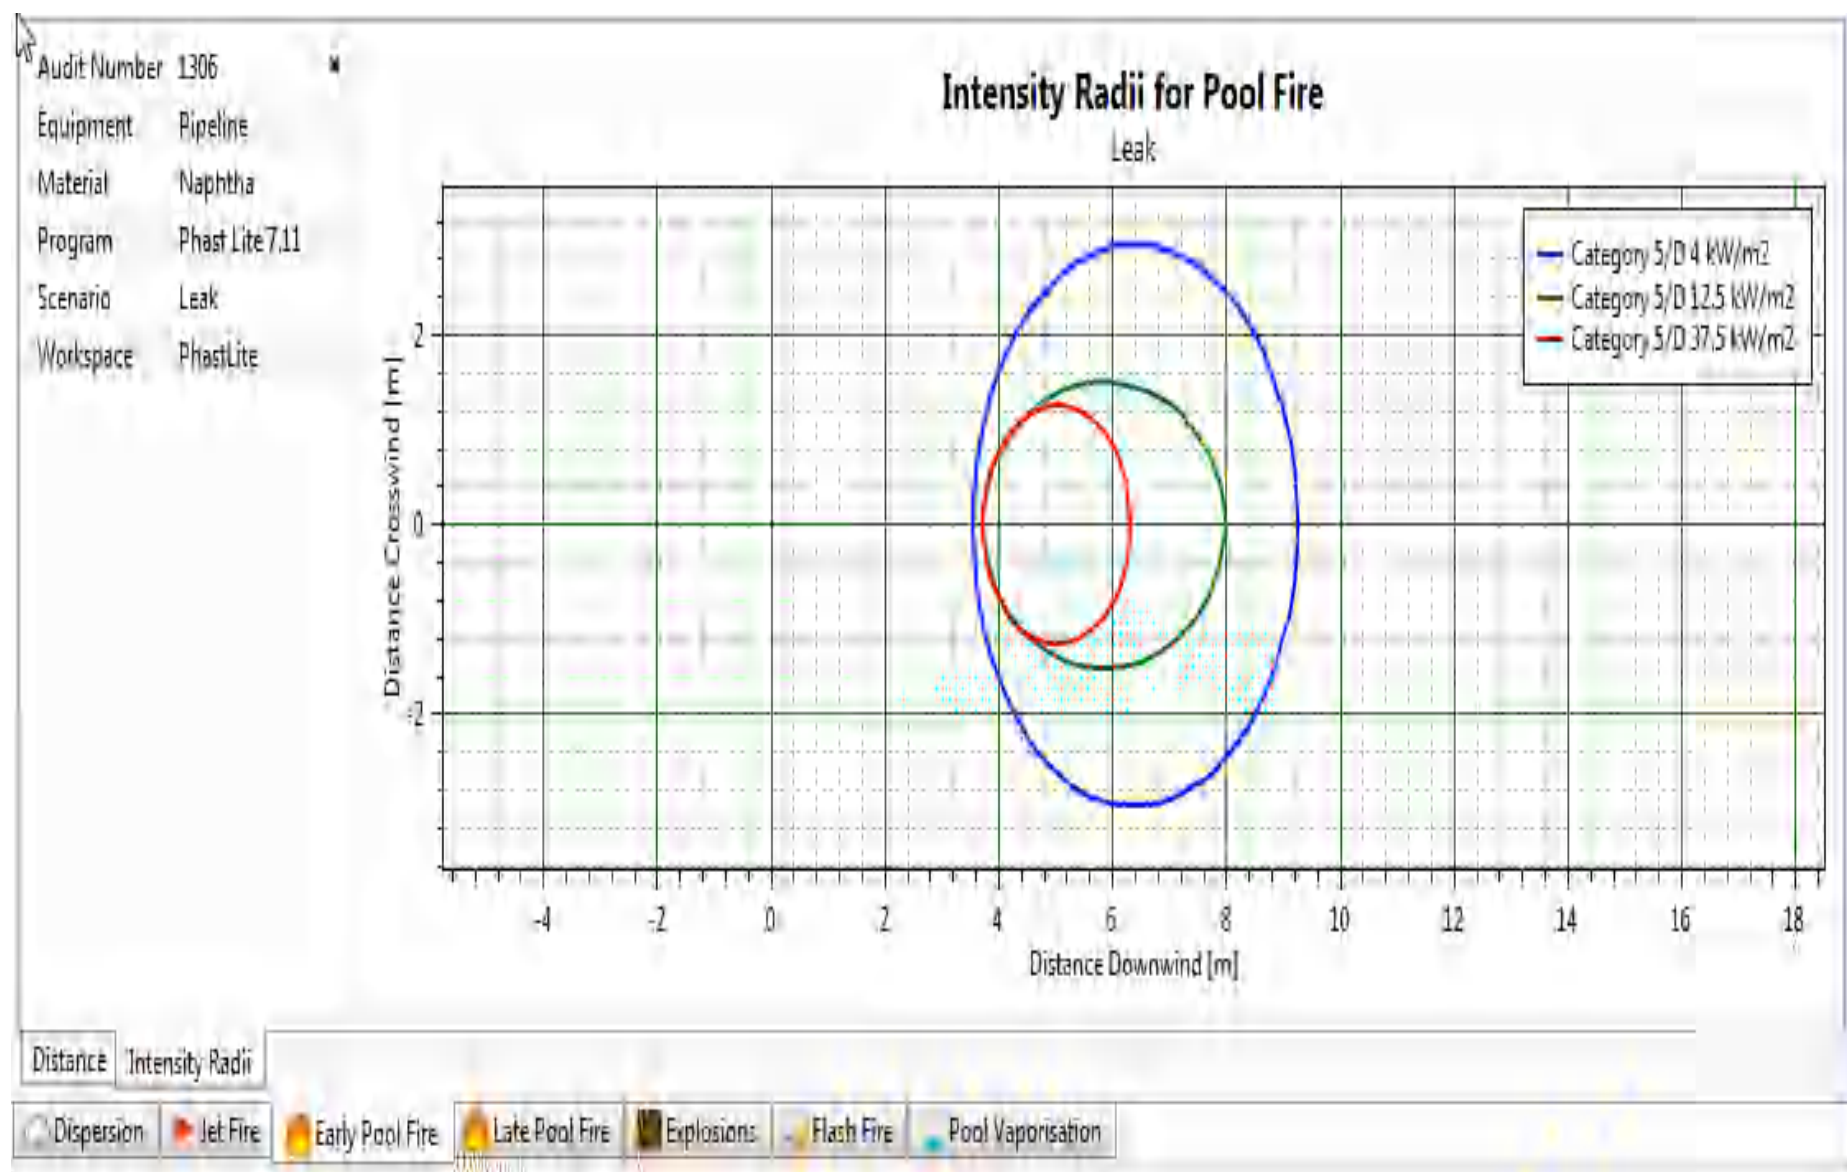 Audit Number 1306
Equipment Pipeline
Material Naphtha
Program Phast Lite 7.11
Scenario Leak
Workspace PhastLite
Intensity Radii for Pool Fire
Leak
Category 5/D 4 kW/m2
Category 5/D 12.5 kW/m2
Category 5/D 37.5 kW/m2
Distance Crosswind [m]
2
0
-2
-4 -2 0 2 4 6 8 10 12 14 16 18
Distance Downwind [m]
Distance Intensity Radii
Dispersion Jet Fire Early Pool Fire Late Pool Fire Explosions Flash Fire Pool Vaporisation